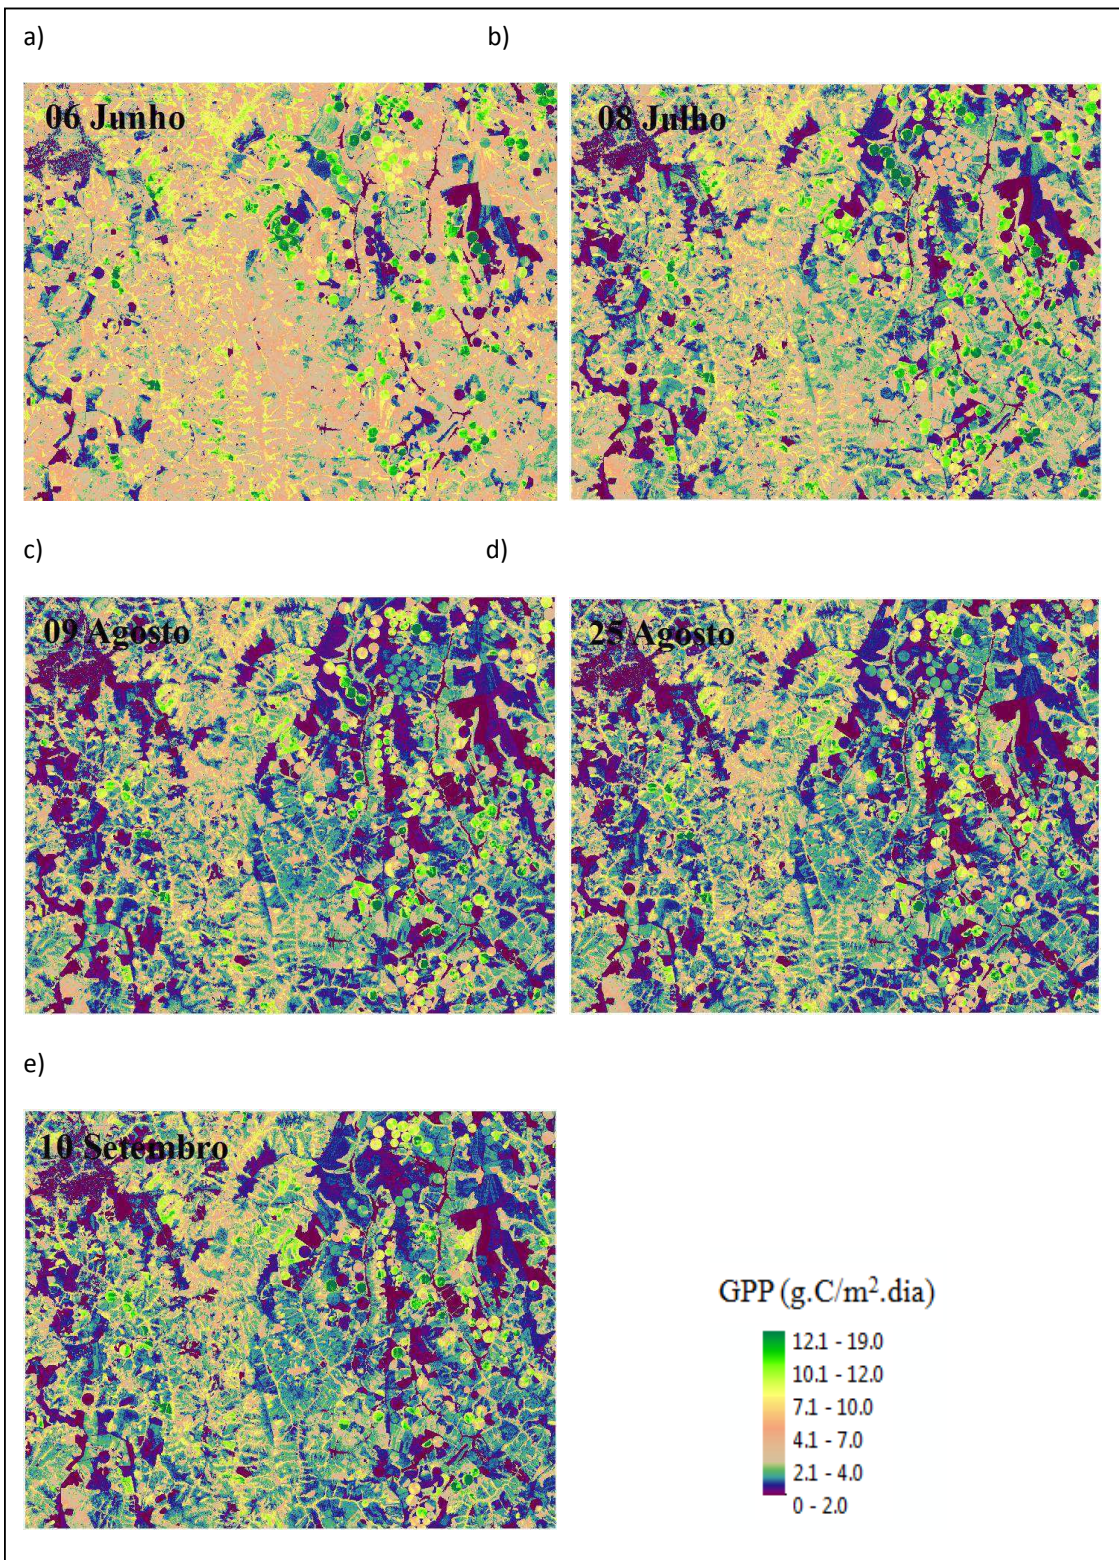 a)
b)
06 Junho
08 Julho
c)
d)
09 Agosto
25 Agosto
e)
10 Setembro
GPP (g.C/m².dia)
12.1 - 19.0
10.1 - 12.0
7.1 - 10.0
4.1 - 7.0
2.1 - 4.0
0 - 2.0